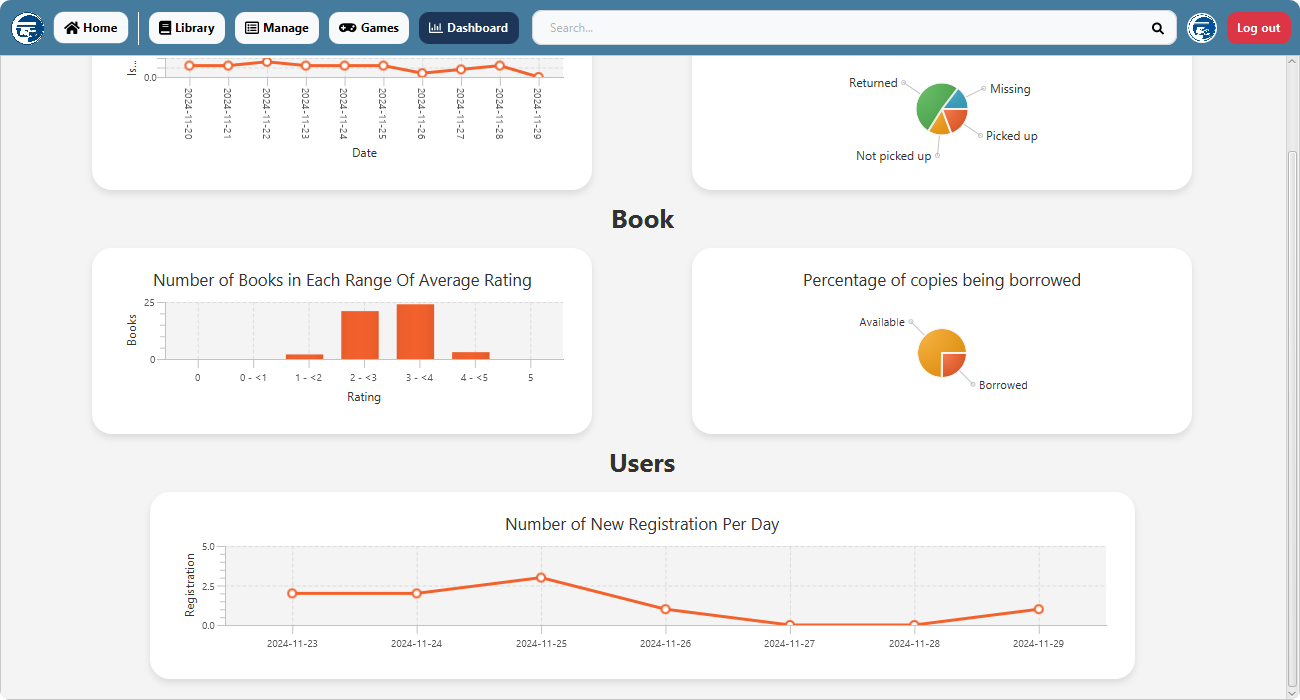 Home
Library
Manage
Games
Dashboard
Search...
Log out
Is...
0.0
2024-11-20
2024-11-21
2024-11-22
2024-11-23
2024-11-24
2024-11-25
2024-11-26
2024-11-27
2024-11-28
2024-11-29
Date
Returned
Missing
Picked up
Not picked up
Book
Number of Books in Each Range Of Average Rating
Books
25
0
0
0 - <1
1 - <2
2 - <3
3 - <4
4 - <5
5
Rating
Percentage of copies being borrowed
Available
Borrowed
Users
Number of New Registration Per Day
Registration
5.0
2.5
0.0
2024-11-23
2024-11-24
2024-11-25
2024-11-26
2024-11-27
2024-11-28
2024-11-29